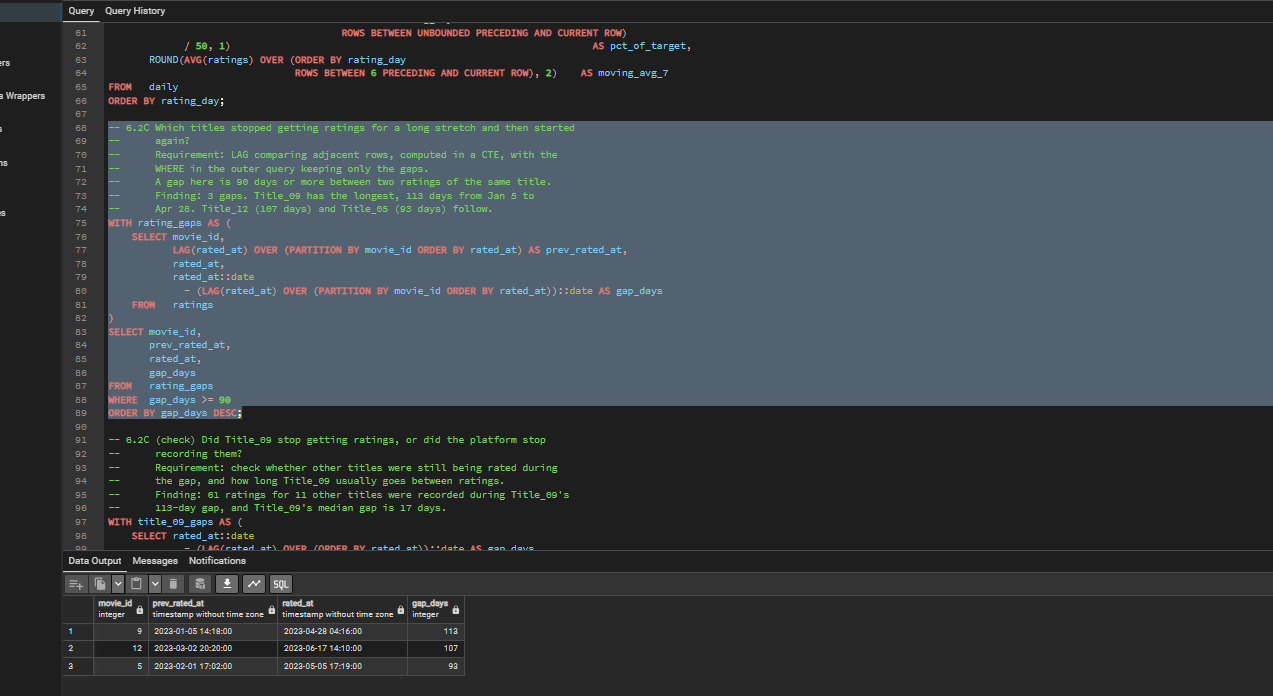 Query Query History
ers
a Wrappers
s
ns
es
61 ROWS BETWEEN UNBOUNDED PRECEDING AND CURRENT ROW)
62 / 50, 1) AS pct_of_target,
63 ROUND(AVG(ratings) OVER (ORDER BY rating_day
64 ROWS BETWEEN 6 PRECEDING AND CURRENT ROW), 2) AS moving_avg_7
65 FROM daily
66 ORDER BY rating_day;
67
68 -- 6.2C Which titles stopped getting ratings for a long stretch and then started
69 -- again?
70 -- Requirement: LAG comparing adjacent rows, computed in a CTE, with the
71 -- WHERE in the outer query keeping only the gaps.
72 -- A gap here is 90 days or more between two ratings of the same title.
73 -- Finding: 3 gaps. Title_09 has the longest, 113 days from Jan 5 to
74 -- Apr 28. Title_12 (107 days) and Title_05 (93 days) follow.
75 WITH rating_gaps AS (
76 SELECT movie_id,
77 LAG(rated_at) OVER (PARTITION BY movie_id ORDER BY rated_at) AS prev_rated_at,
78 rated_at,
79 rated_at::date
80 - (LAG(rated_at) OVER (PARTITION BY movie_id ORDER BY rated_at))::date AS gap_days
81 FROM ratings
82 )
83 SELECT movie_id,
84 prev_rated_at,
85 rated_at,
86 gap_days
87 FROM rating_gaps
88 WHERE gap_days >= 90
89 ORDER BY gap_days DESC;
90
91 -- 6.2C (check) Did Title_09 stop getting ratings, or did the platform stop
92 -- recording them?
93 -- Requirement: check whether other titles were still being rated during
94 -- the gap, and how long Title_09 usually goes between ratings.
95 -- Finding: 61 ratings for 11 other titles were recorded during Title_09's
96 -- 113-day gap, and Title_09's median gap is 17 days.
97 WITH title_09_gaps AS (
98 SELECT rated_at::date
99 - (LAG(rated_at) OVER (ORDER BY rated_at))::date AS gap_days
Data Output Messages Notifications
SQL
movie_id prev_rated_at rated_at gap_days
integer timestamp without time zone timestamp without time zone integer
1 9 2023-01-05 14:18:00 2023-04-28 04:16:00 113
2 12 2023-03-02 20:20:00 2023-06-17 14:10:00 107
3 5 2023-02-01 17:02:00 2023-05-05 17:19:00 93